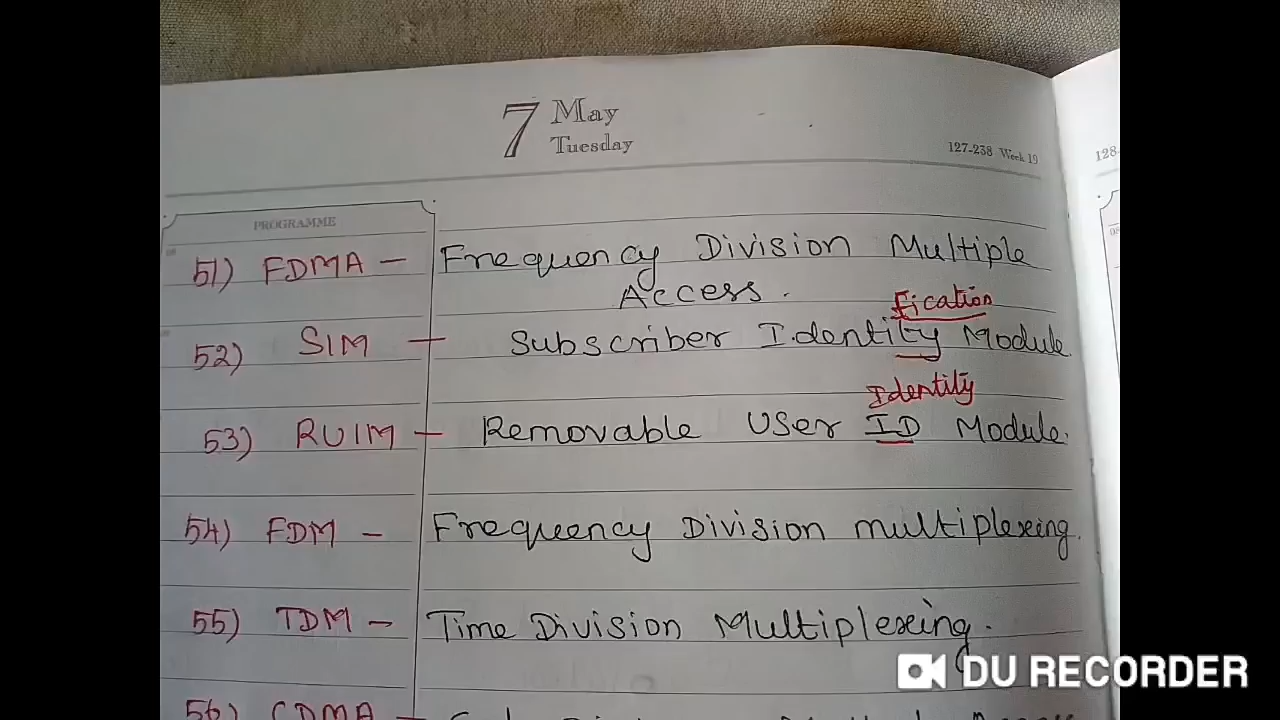 7 May
Tuesday
127-238 Week 19
128-
PROGRAMME
51) FDMA - Frequency Division Multiple
Access.
fication
52) SIM - Subscriber Identity Module
Identity
53) RUIM - Removable User ID Module.
54) FDM - Frequency Division multiplexing.
55) TDM - Time Division Multiplexing.
56) CDMA -
DU RECORDER